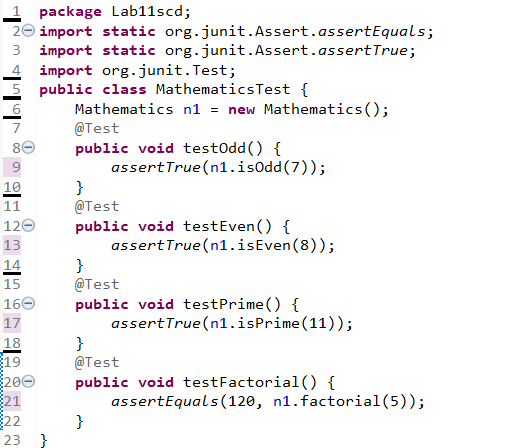 1 package Lab11scd;
2 import static org.junit.Assert.assertEquals;
3 import static org.junit.Assert.assertTrue;
4 import org.junit.Test;
5 public class MathematicsTest {
6     Mathematics n1 = new Mathematics();
7     @Test
8     public void testOdd() {
9         assertTrue(n1.isOdd(7));
10     }
11     @Test
12     public void testEven() {
13         assertTrue(n1.isEven(8));
14     }
15     @Test
16     public void testPrime() {
17         assertTrue(n1.isPrime(11));
18     }
19     @Test
20     public void testFactorial() {
21         assertEquals(120, n1.factorial(5));
22     }
23 }